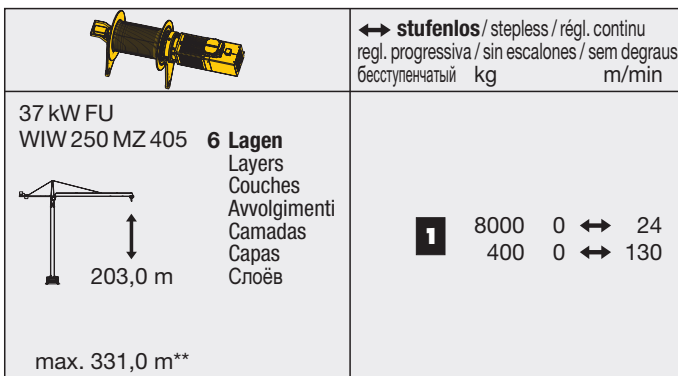 ↔ stufenlos / stepless / régl. continu
regl. progressiva / sin escalones / sem degraus
бесступенчатый kg m/min
37 kW FU
WIW 250 MZ 405 6 Lagen
Layers
Couches
Avvolgimenti
Camadas
Capas
Слоёв
203,0 m
max. 331,0 m**
1 8000 0 ↔ 24
400 0 ↔ 130